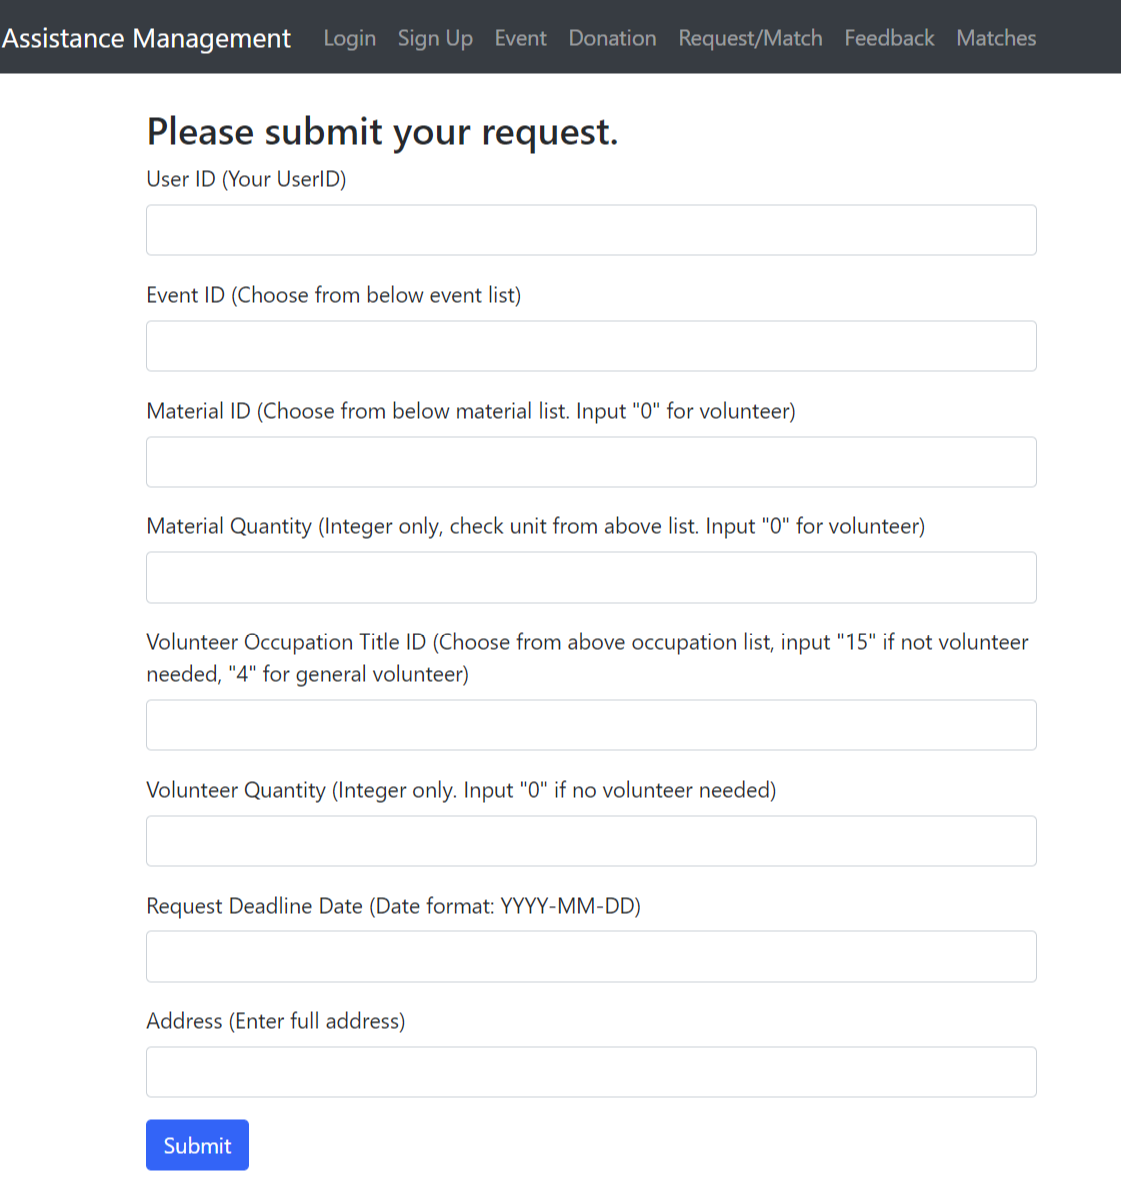 Assistance Management Login Sign Up Event Donation Request/Match Feedback Matches
Please submit your request.
User ID (Your UserID)
Event ID (Choose from below event list)
Material ID (Choose from below material list. Input "0" for volunteer)
Material Quantity (Integer only, check unit from above list. Input "0" for volunteer)
Volunteer Occupation Title ID (Choose from above occupation list, input "15" if not volunteer
needed, "4" for general volunteer)
Volunteer Quantity (Integer only. Input "0" if no volunteer needed)
Request Deadline Date (Date format: YYYY-MM-DD)
Address (Enter full address)
Submit